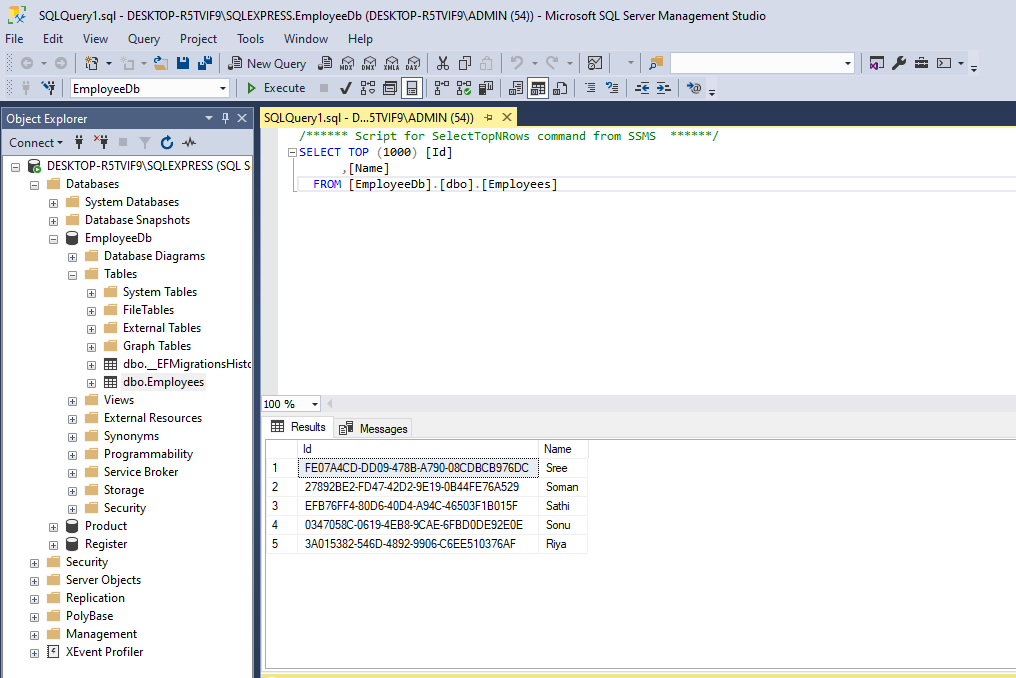 SQLQuery1.sql - DESKTOP-R5TVIF9\SQLEXPRESS.EmployeeDb (DESKTOP-R5TVIF9\ADMIN (54)) - Microsoft SQL Server Management Studio
File Edit View Query Project Tools Window Help
New Query MDX DMX XMLA DAX
EmployeeDb Execute
Object Explorer
Connect
DESKTOP-R5TVIF9\SQLEXPRESS (SQL S
Databases
System Databases
Database Snapshots
EmployeeDb
Database Diagrams
Tables
System Tables
FileTables
External Tables
Graph Tables
dbo.__EFMigrationsHisto
dbo.Employees
Views
External Resources
Synonyms
Programmability
Service Broker
Storage
Security
Product
Register
Security
Server Objects
Replication
PolyBase
Management
XEvent Profiler
SQLQuery1.sql - D...5TVIF9\ADMIN (54))
/****** Script for SelectTopNRows command from SSMS ******/
SELECT TOP (1000) [Id]
,[Name]
FROM [EmployeeDb].[dbo].[Employees]
100 %
Results Messages
Id Name
1 FE07A4CD-DD09-478B-A790-08CDBCB976DC Sree
2 27892BE2-FD47-42D2-9E19-0B44FE76A529 Soman
3 EFB76FF4-80D6-40D4-A94C-46503F1B015F Sathi
4 0347058C-0619-4EB8-9CAE-6FBD0DE92E0E Sonu
5 3A015382-546D-4892-9906-C6EE510376AF Riya